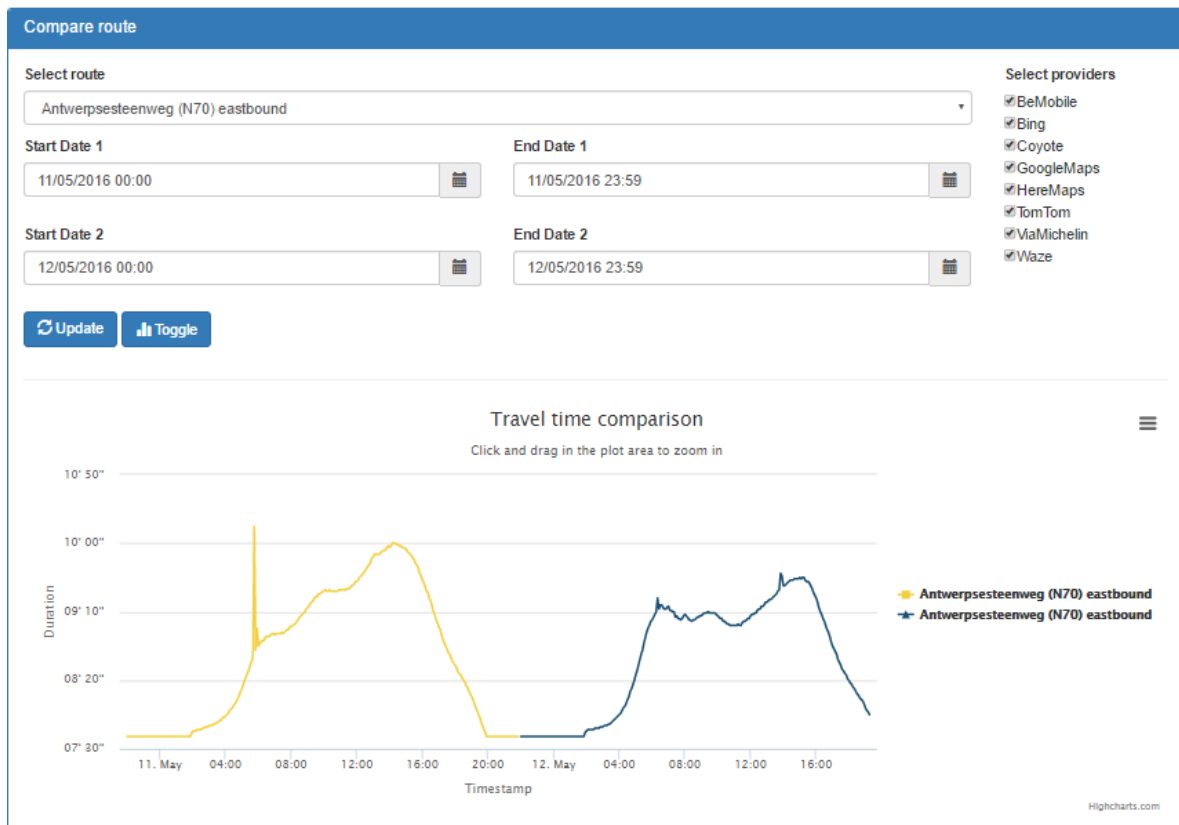 Compare route
Select route
Antwerpsesteenweg (N70) eastbound
Start Date 1
End Date 1
11/05/2016 00:00
11/05/2016 23:59
Start Date 2
End Date 2
12/05/2016 00:00
12/05/2016 23:59
Update
Toggle
Select providers
BeMobile
Bing
Coyote
GoogleMaps
HereMaps
TomTom
ViaMichelin
Waze
Travel time comparison
Click and drag in the plot area to zoom in
Duration
10' 50"
10' 00"
09' 10"
08' 20"
07' 30"
11. May 04:00 08:00 12:00 16:00 20:00 12. May 04:00 08:00 12:00 16:00
Timestamp
Antwerpsesteenweg (N70) eastbound
Antwerpsesteenweg (N70) eastbound
Highcharts.com